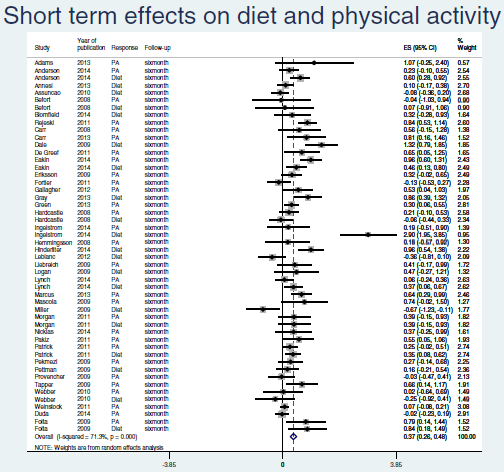 Short term effects on diet and physical activity
Year of %
Study publication Response Follow-up ES (95% CI) Weight
Adams 2013 PA sixmonth 1.07 (-0.25, 2.40) 0.57
Anderson 2014 PA sixmonth 0.23 (-0.10, 0.55) 2.54
Anderson 2014 Diet sixmonth 0.60 (0.28, 0.92) 2.55
Annesi 2013 Diet sixmonth 0.10 (-0.17, 0.38) 2.70
Assuncao 2010 Diet sixmonth -0.08 (-0.36, 0.20) 2.68
Befort 2008 PA sixmonth -0.04 (-1.03, 0.94) 0.90
Befort 2008 Diet sixmonth 0.07 (-0.91, 1.06) 0.90
Blomfield 2014 Diet sixmonth 0.32 (-0.28, 0.93) 1.64
Fajeski 2011 PA sixmonth 0.84 (0.53, 1.14) 2.60
Carr 2008 PA sixmonth 0.56 (-0.15, 1.28) 1.38
Carr 2013 PA sixmonth 0.81 (0.16, 1.46) 1.52
Dale 2009 Diet sixmonth 1.32 (0.79, 1.85) 1.85
De Greef 2011 PA sixmonth 0.65 (0.05, 1.25) 1.65
Eakin 2014 PA sixmonth 0.96 (0.60, 1.31) 2.43
Eakin 2014 Diet sixmonth 0.46 (0.13, 0.80) 2.49
Eriksson 2009 PA sixmonth 0.32 (-0.02, 0.65) 2.49
Fortier 2011 PA sixmonth -0.13 (-0.53, 0.27) 2.28
Gallagher 2012 PA sixmonth 0.53 (0.04, 1.03) 1.97
Gray 2013 Diet sixmonth 0.86 (0.39, 1.32) 2.05
Green 2013 PA sixmonth 0.30 (0.06, 0.55) 2.81
Hardcastle 2008 PA sixmonth 0.21 (-0.10, 0.53) 2.58
Hardcastle 2008 Diet sixmonth -0.06 (-0.44, 0.33) 2.34
Ingelstrom 2014 PA sixmonth 0.19 (-0.51, 0.90) 1.39
Ingelstrom 2014 Diet sixmonth 2.90 (1.95, 3.85) 0.95
Hemmingsson 2008 PA sixmonth 0.18 (-0.57, 0.92) 1.30
Hinderliter 2014 Diet sixmonth 0.96 (0.54, 1.38) 2.22
Leblanc 2012 Diet sixmonth -0.36 (-0.81, 0.10) 2.09
Liebreich 2009 PA sixmonth 0.41 (-0.17, 0.99) 1.72
Logan 2009 Diet sixmonth 0.47 (-0.27, 1.21) 1.32
Lynch 2014 PA sixmonth 0.06 (-0.24, 0.36) 2.63
Lynch 2014 Diet sixmonth 0.37 (0.06, 0.67) 2.62
Marcus 2013 PA sixmonth 0.64 (0.29, 0.99) 2.46
Mascola 2009 PA sixmonth 0.74 (-0.02, 1.50) 1.27
Miller 2009 Diet sixmonth -0.67 (-1.23, -0.11) 1.77
Morgan 2011 PA sixmonth 0.39 (-0.15, 0.93) 1.82
Morgan 2011 Diet sixmonth 0.39 (-0.15, 0.93) 1.82
Nicklas 2014 PA sixmonth 0.37 (-0.25, 0.99) 1.61
Pakiz 2011 PA sixmonth 0.55 (0.05, 1.06) 1.93
Patrick 2011 PA sixmonth 0.25 (-0.02, 0.51) 2.74
Patrick 2011 Diet sixmonth 0.35 (0.08, 0.62) 2.74
Pekmezi 2009 PA sixmonth 0.27 (-0.14, 0.68) 2.25
Pettman 2009 Diet sixmonth 0.16 (-0.21, 0.54) 2.36
Provencher 2009 PA sixmonth -0.03 (-0.47, 0.41) 2.13
Tapper 2009 PA sixmonth 0.66 (0.14, 1.17) 1.91
Webber 2010 PA sixmonth 0.02 (-0.64, 0.69) 1.49
Webber 2010 Diet sixmonth -0.25 (-0.92, 0.41) 1.49
Weinstock 2011 PA sixmonth 0.07 (-0.08, 0.21) 3.08
Duda 2014 PA sixmonth -0.02 (-0.23, 0.19) 2.91
Folta 2009 PA sixmonth 0.79 (0.14, 1.44) 1.52
Folta 2009 Diet sixmonth 0.84 (0.18, 1.49) 1.52
Overall (I-squared = 71.3%, p = 0.000) 0.37 (0.26, 0.48) 100.00
NOTE: Weights are from random effects analysis
-3.85 0 3.85